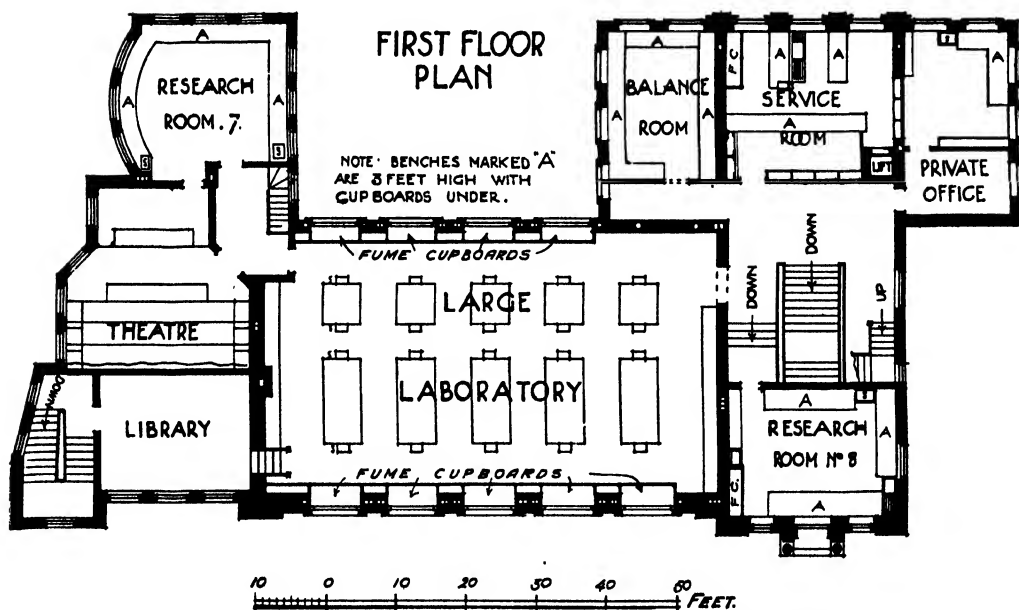 FIRST FLOOR
PLAN
NOTE: BENCHES MARKED "A"
ARE 3 FEET HIGH WITH
CUPBOARDS UNDER.
A
A
A
RESEARCH
ROOM. 7.
S
S
BALANCE
ROOM
A
A
A
F.C.
A
A
SERVICE
A
ROOM
LIFT
S
A
PRIVATE
OFFICE
FUME CUPBOARDS
LARGE
LABORATORY
FUME CUPBOARDS
THEATRE
DOWN
LIBRARY
DOWN
DOWN
UP
A
S
RESEARCH
ROOM No 8
A
F.C.
A
10 0 10 20 30 40 50 60 FEET.